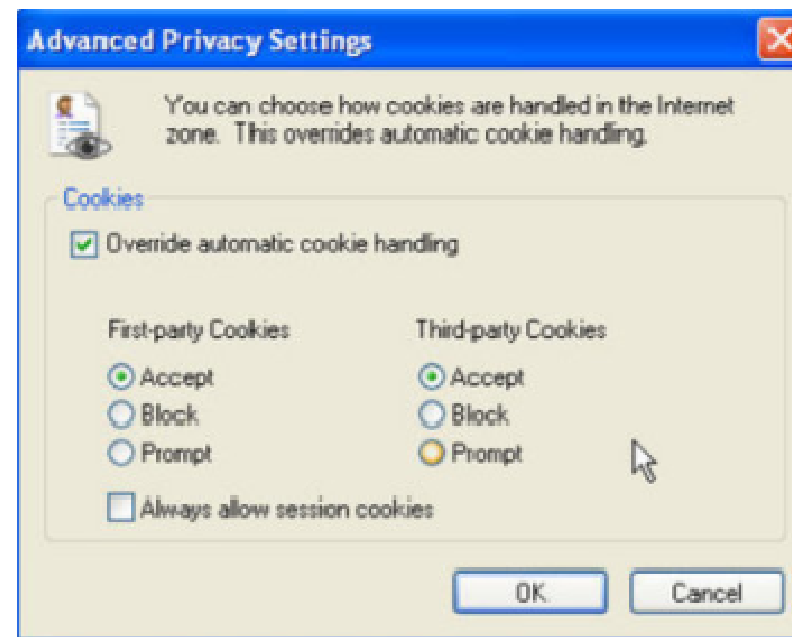 Advanced Privacy Settings
You can choose how cookies are handled in the Internet
zone. This overrides automatic cookie handling.
Cookies
Override automatic cookie handling
First-party Cookies Third-party Cookies
Accept Accept
Block Block
Prompt Prompt
Always allow session cookies
OK Cancel